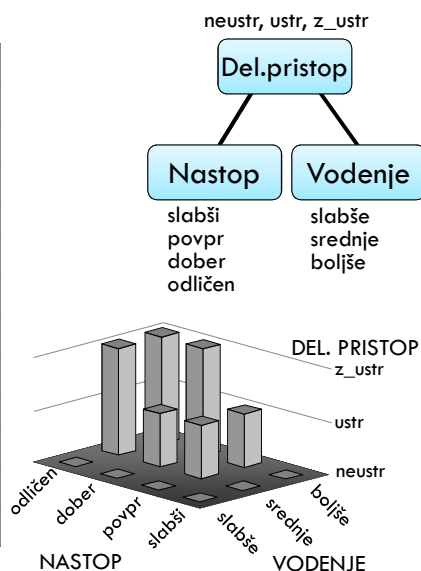 neustr, ustr, z_ustr
Del.pristop
Nastop Vodenje
slabši slabše
povpr srednje
dober boljše
odličen
DEL. PRISTOP
z_ustr
ustr
neustr
odličen
dober
povpr
slabši
slabše
srednje
boljše
NASTOP VODENJE